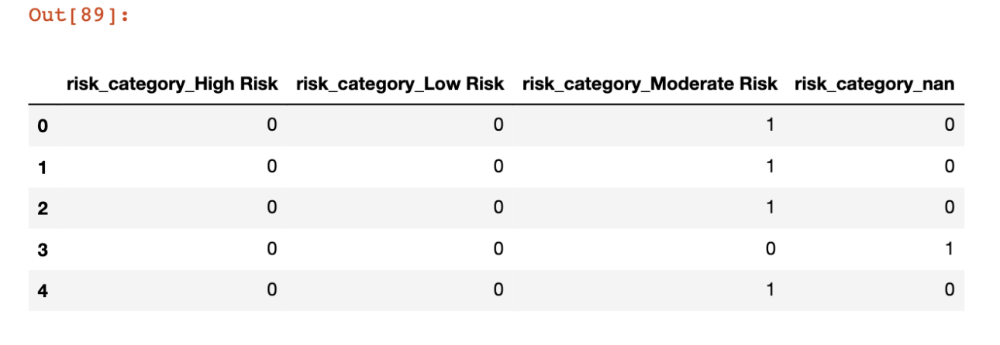 Out[89]:
risk_category_High Risk risk_category_Low Risk risk_category_Moderate Risk risk_category_nan
0 0 0 1 0
1 0 0 1 0
2 0 0 1 0
3 0 0 0 1
4 0 0 1 0